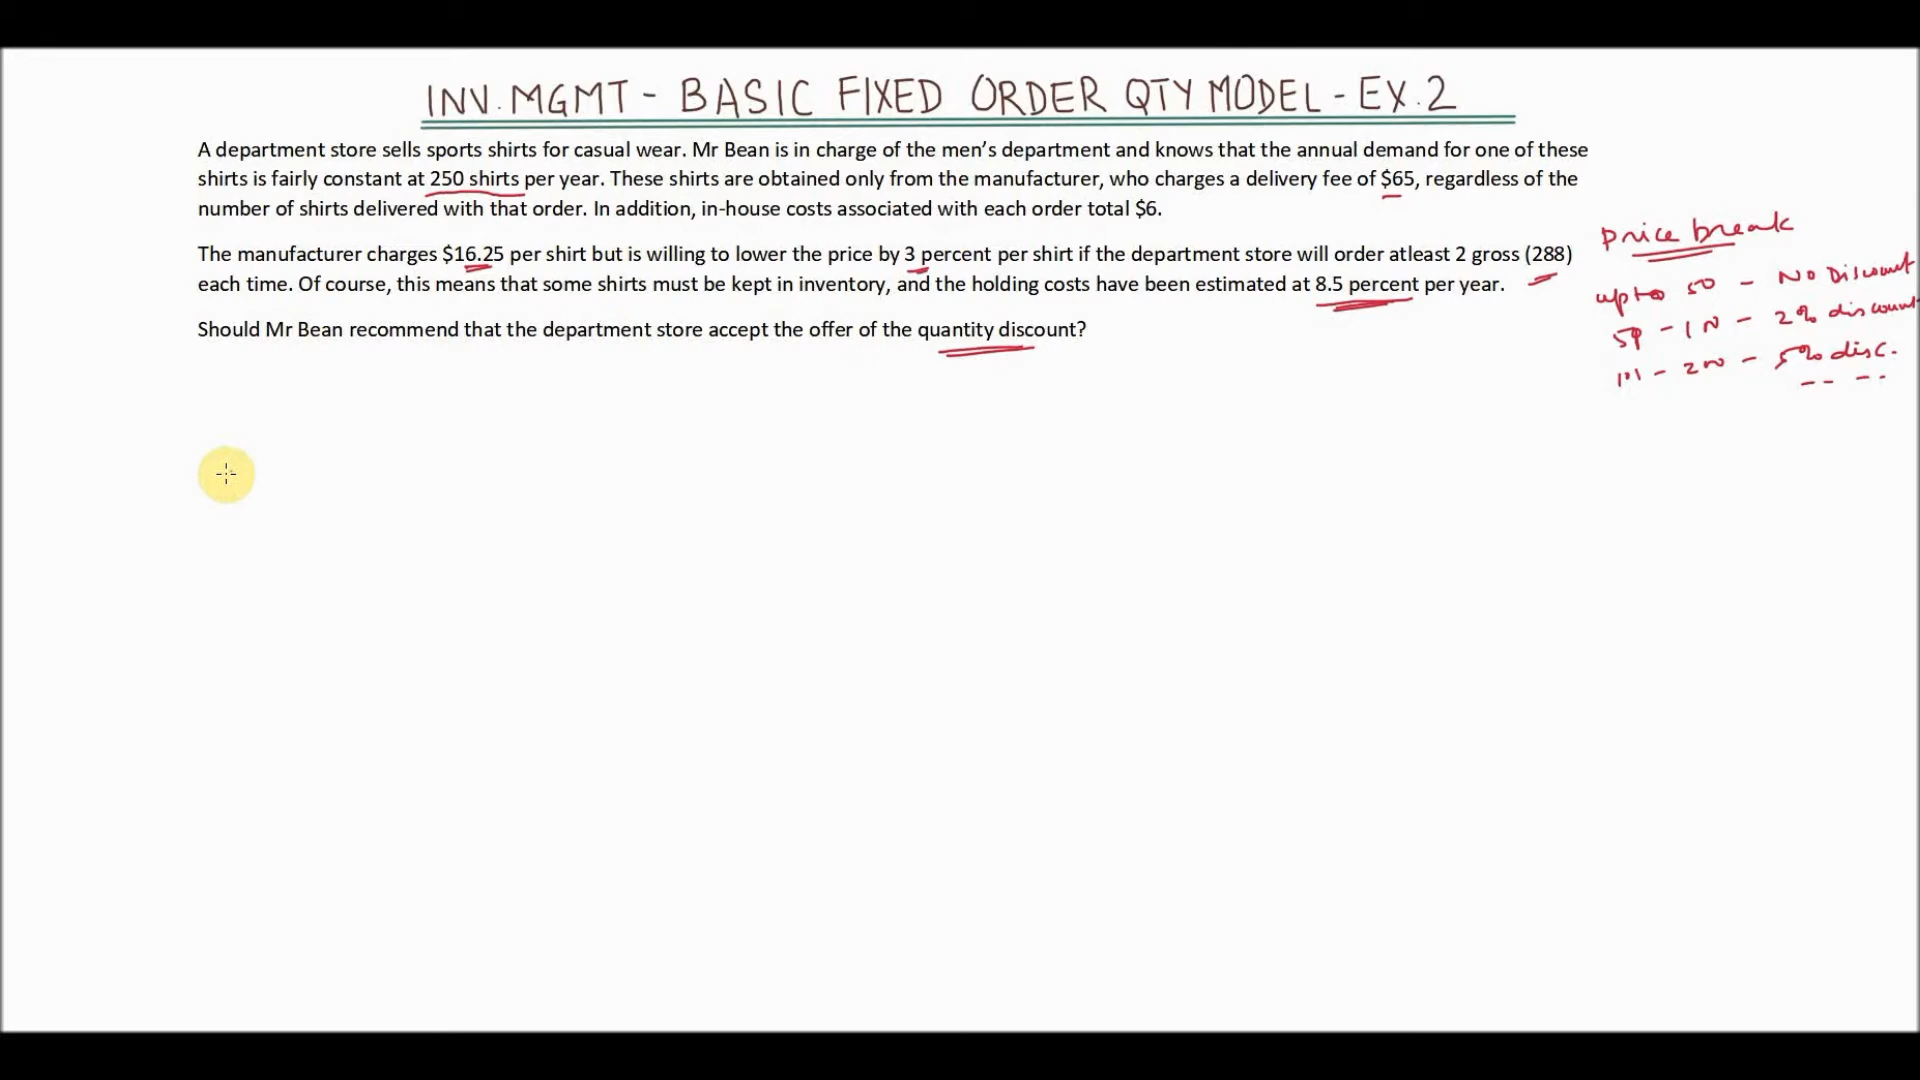 INV. MGMT - BASIC FIXED ORDER QTY MODEL - EX. 2
A department store sells sports shirts for casual wear. Mr Bean is in charge of the men's department and knows that the annual demand for one of these
shirts is fairly constant at 250 shirts per year. These shirts are obtained only from the manufacturer, who charges a delivery fee of $65, regardless of the
number of shirts delivered with that order. In addition, in-house costs associated with each order total $6.
The manufacturer charges $16.25 per shirt but is willing to lower the price by 3 percent per shirt if the department store will order atleast 2 gross (288)
each time. Of course, this means that some shirts must be kept in inventory, and the holding costs have been estimated at 8.5 percent per year.
Should Mr Bean recommend that the department store accept the offer of the quantity discount?
Price break
upto 50 - No Discount
- 2% discount
101 - 200 - 5% disc.